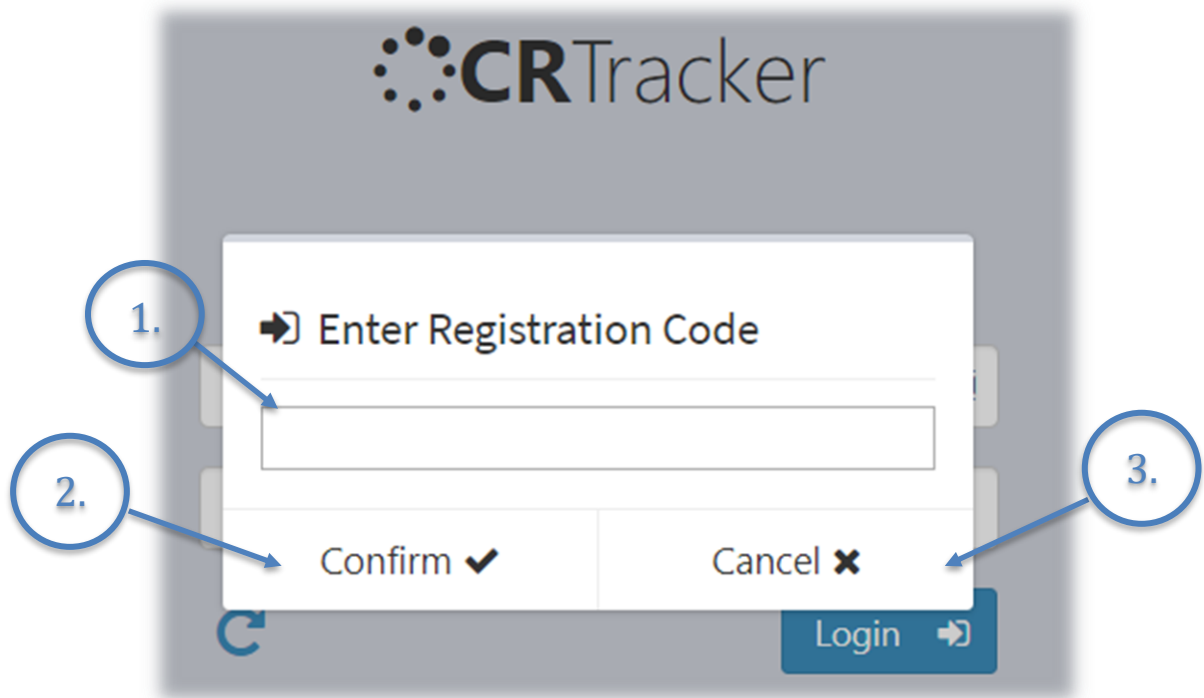 CRTracker
1.
Enter Registration Code
2.
3.
Confirm
Cancel
Login